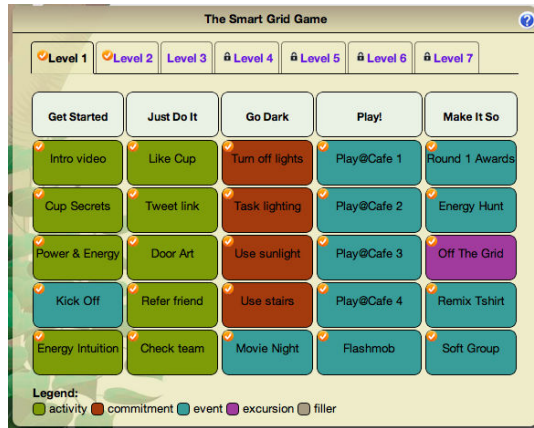 The Smart Grid Game
?
Level 1 Level 2 Level 3 Level 4 Level 5 Level 6 Level 7
Get Started Just Do It Go Dark Play! Make It So
Intro video Like Cup Turn off lights Play@Cafe 1 Round 1 Awards
Cup Secrets Tweet link Task lighting Play@Cafe 2 Energy Hunt
Power & Energy Door Art Use sunlight Play@Cafe 3 Off The Grid
Kick Off Refer friend Use stairs Play@Cafe 4 Remix Tshirt
Energy Intuition Check team Movie Night Flashmob Soft Group
Legend:
activity commitment event excursion filler